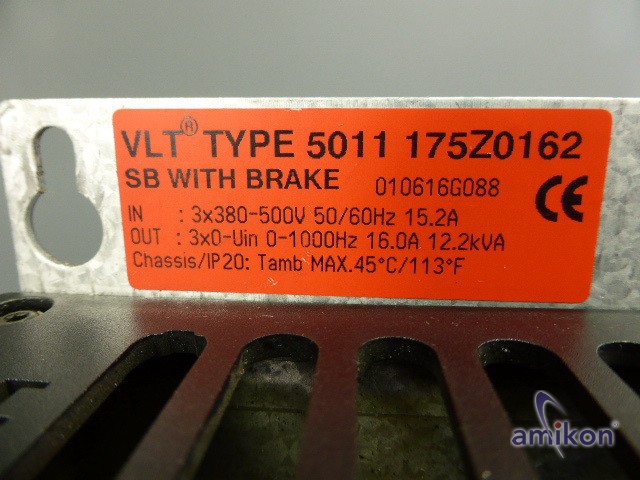 VLT® TYPE 5011 175Z0162
SB WITH BRAKE 010616G088
CE
IN : 3x380-500V 50/60Hz 15.2A
OUT : 3x0-Uin 0-1000Hz 16.0A 12.2kVA
Chassis/IP20: Tamb MAX.45°C/113°F
amikon